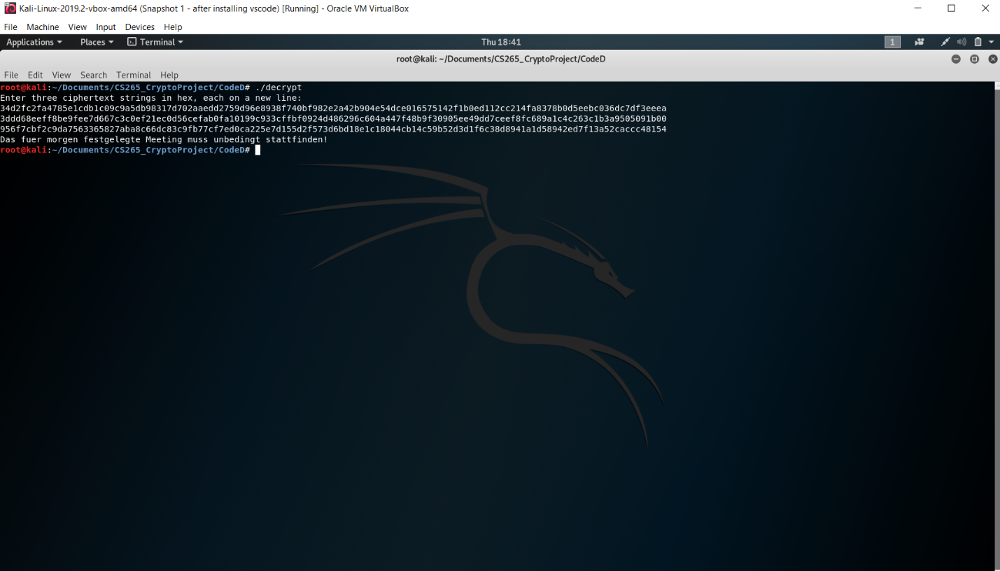 Kali-Linux-2019.2-vbox-amd64 (Snapshot 1 - after installing vscode) [Running] - Oracle VM VirtualBox
File Machine View Input Devices Help
Applications Places Terminal Thu 18:41 1
root@kali: ~/Documents/CS265_CryptoProject/CodeD
File Edit View Search Terminal Help
root@kali:~/Documents/CS265_CryptoProject/CodeD# ./decrypt
Enter three ciphertext strings in hex, each on a new line:
34d2fc2fa4785e1cdb1c09c9a5db98317d702aaedd2759d96e8938f740bf982e2a42b904e54dce016575142f1b0ed112cc214fa8378b0d5eebc036dc7df3eeea
3ddd68eeff8be9fee7d667c3c0ef21ec0d56cefab0fa10199c933cffbf0924d486296c604a447f48b9f30905ee49dd7ceef8fc689a1c4c263c1b3a9505091b00
956f7cbf2c9da7563365827aba8c66dc83c9fb77cf7ed0ca225e7d155d2f573d6bd18e1c18044cb14c59b52d3d1f6c38d8941a1d58942ed7f13a52caccc48154
Das fuer morgen festgelegte Meeting muss unbedingt stattfinden!
root@kali:~/Documents/CS265_CryptoProject/CodeD#